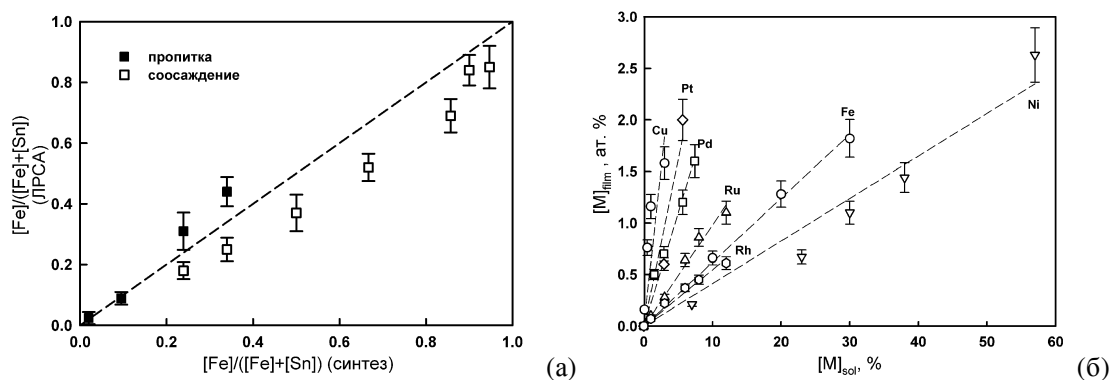 1.0
0.8
0.6
0.4
0.2
0.0
[Fe]/([Fe]+[Sn])
(ЛРСА)
пропитка
соосаждение
0.0 0.2 0.4 0.6 0.8 1.0
[Fe]/([Fe]+[Sn]) (синтез)
(а)
3.0
2.5
2.0
1.5
1.0
0.5
0.0
[M]film, ат. %
Cu
Pt
Pd
Ru
Rh
Fe
Ni
0 10 20 30 40 50 60
[M]sol, %
(б)